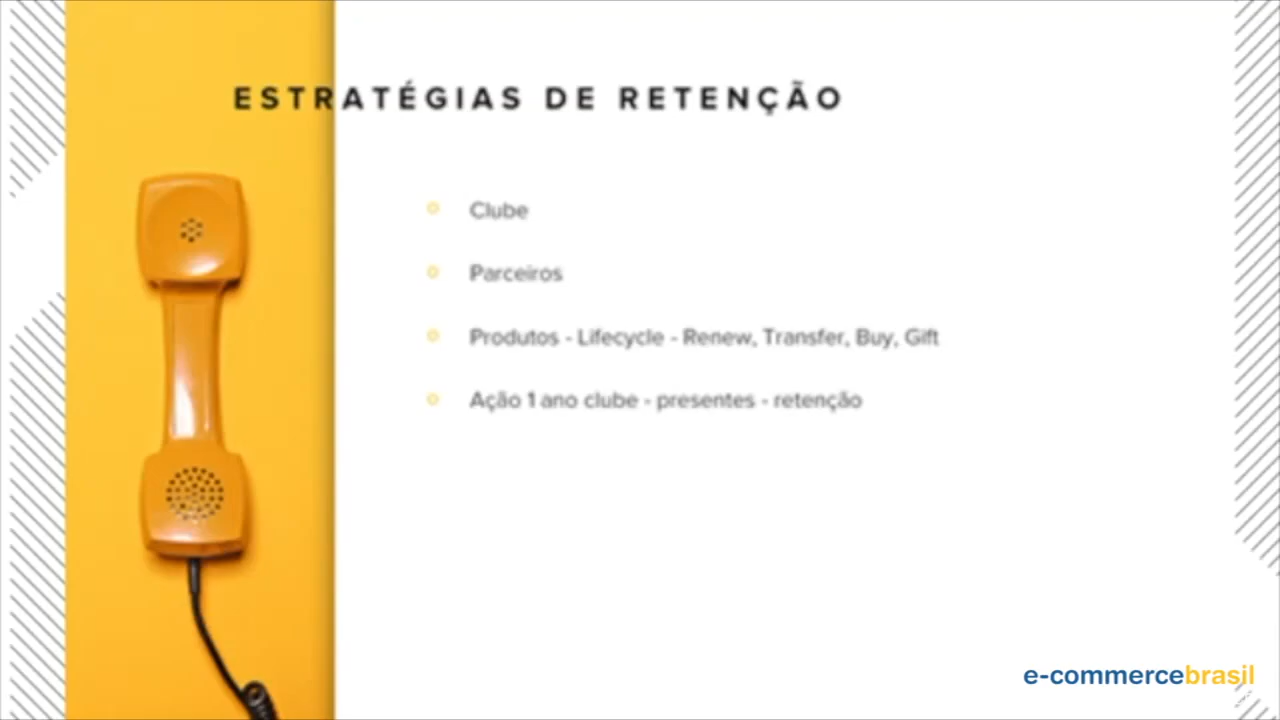 ESTRATÉGIAS DE RETENÇÃO
Clube
Parceiros
Produtos - Lifecycle - Renew, Transfer, Buy, Gift
Ação 1 ano clube - presentes - retenção
e-commercebrasil